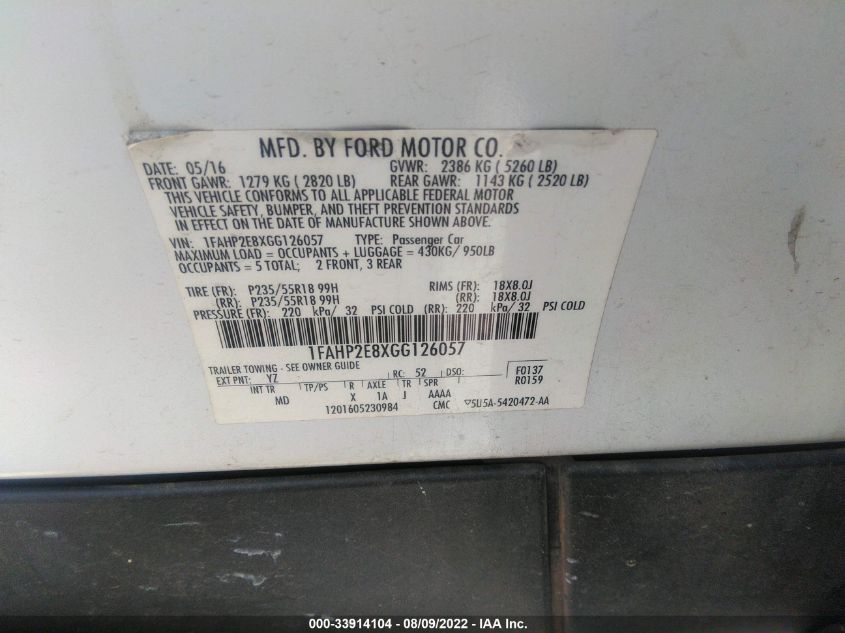 MFD. BY FORD MOTOR CO.
DATE: 05/16 GVWR: 2386 KG ( 5260 LB)
FRONT GAWR: 1279 KG ( 2820 LB) REAR GAWR: 1143 KG ( 2520 LB)
THIS VEHICLE CONFORMS TO ALL APPLICABLE FEDERAL MOTOR
VEHICLE SAFETY, BUMPER, AND THEFT PREVENTION STANDARDS
IN EFFECT ON THE DATE OF MANUFACTURE SHOWN ABOVE.
VIN: 1FAHP2E8XGG126057 TYPE: Passenger Car
MAXIMUM LOAD = OCCUPANTS + LUGGAGE = 430KG/ 950LB
OCCUPANTS = 5 TOTAL; 2 FRONT, 3 REAR
TIRE (FR): P235/55R18 99H RIMS (FR): 18X8.0J
(RR): P235/55R18 99H (RR): 18X8.0J
PRESSURE (FR): 220 kPa/ 32 PSI COLD (RR): 220 kPa/ 32 PSI COLD
1FAHP2E8XGG126057
TRAILER TOWING - SEE OWNER GUIDE
EXT PNT: YZ RC: 52 DSO: F0137
R0159
INT TR TP/PS R AXLE TR SPR
MD X 1A J AAAA
1201605230984 CMC ▽5U5A-5420472-AA
000-33914104 - 08/09/2022 - IAA Inc.